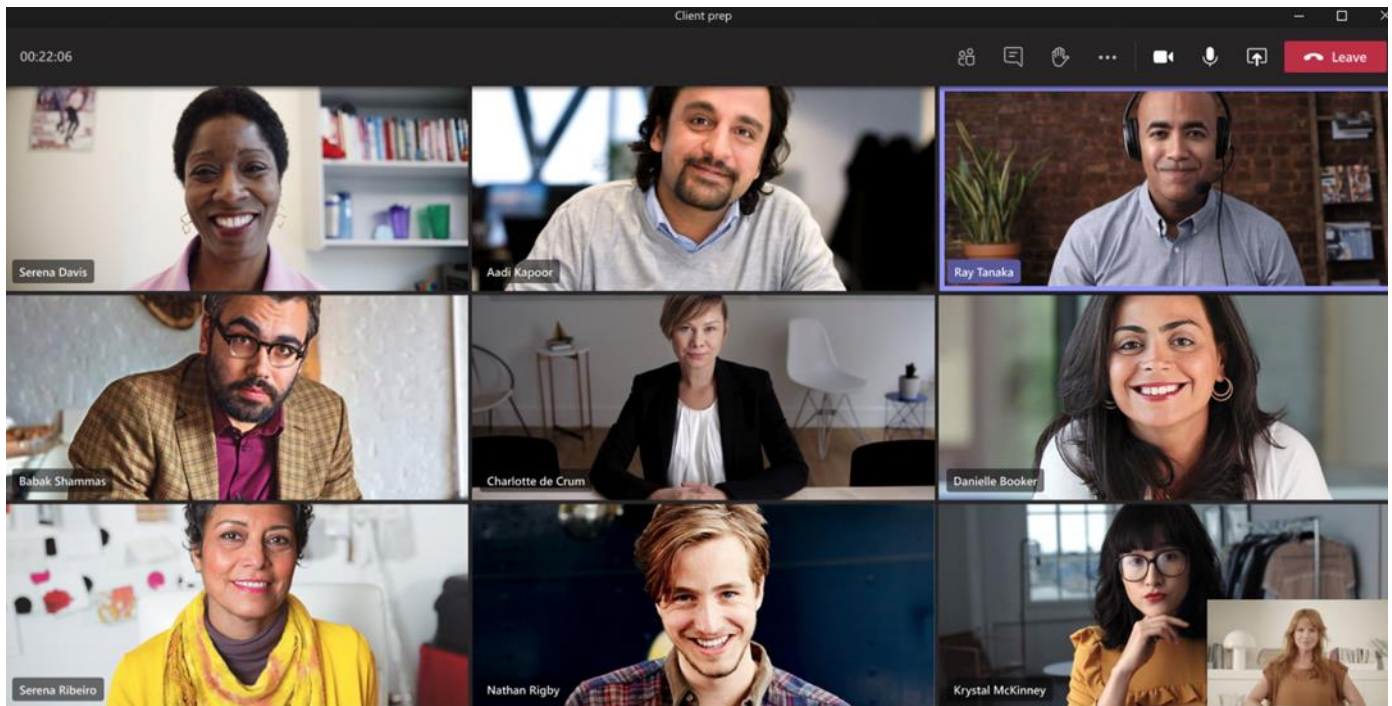 Client prep
00:22:06
Leave
Serena Davis
Aadi Kapoor
Ray Tanaka
Babak Shammas
Charlotte de Crum
Danielle Booker
Serena Ribeiro
Nathan Rigby
Krystal McKinney